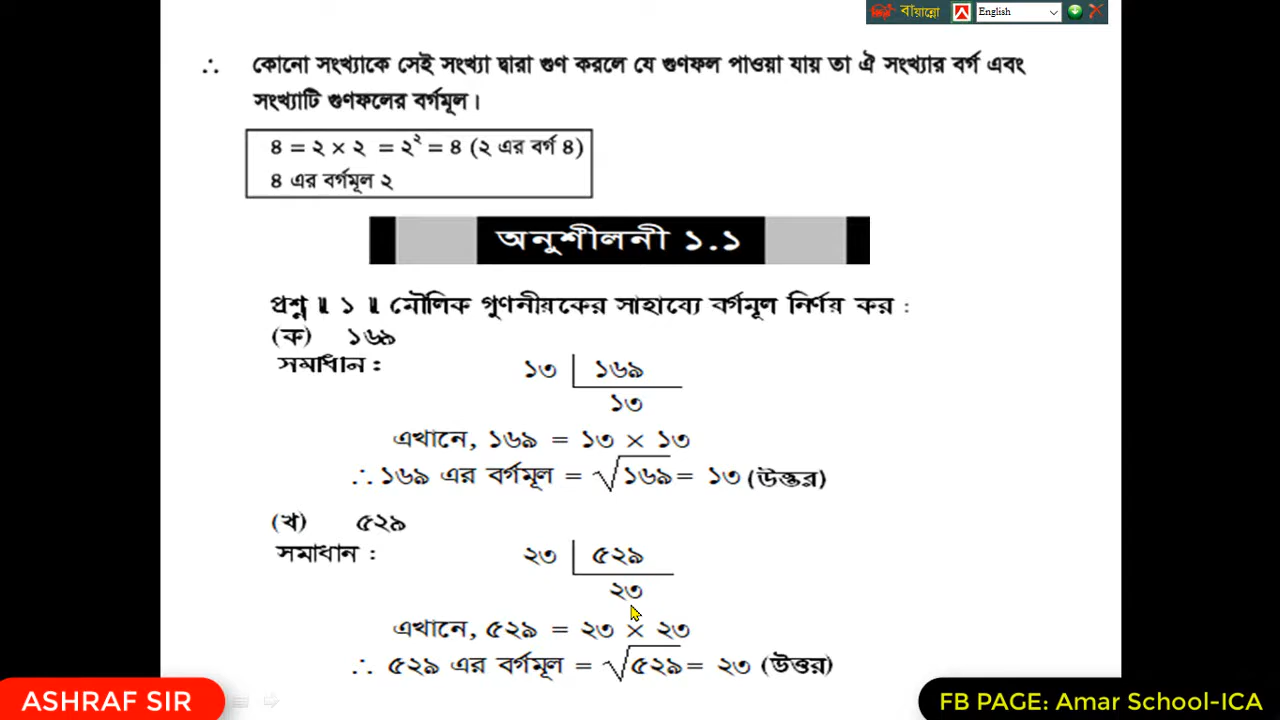 বায়ান্নো English
∴ কোনো সংখ্যাকে সেই সংখ্যা দ্বারা গুণ করলে যে গুণফল পাওয়া যায় তা ঐ সংখ্যার বর্গ এবং
সংখ্যাটি গুণফলের বর্গমূল।
৪ = ২ × ২ = ২² = ৪ (২ এর বর্গ ৪)
৪ এর বর্গমূল ২
অনুশীলনী ১.১
প্রশ্ন ॥ ১ ॥ মৌলিক গুণনীয়কের সাহায্যে বর্গমূল নির্ণয় কর :
(ক) ১৬৯
সমাধান : ১৩ | ১৬৯
১৩
এখানে, ১৬৯ = ১৩ × ১৩
∴ ১৬৯ এর বর্গমূল = √১৬৯ = ১৩ (উত্তর)
(খ) ৫২৯
সমাধান : ২৩ | ৫২৯
২৩
এখানে, ৫২৯ = ২৩ × ২৩
∴ ৫২৯ এর বর্গমূল = √৫২৯ = ২৩ (উত্তর)
ASHRAF SIR
FB PAGE: Amar School-ICA